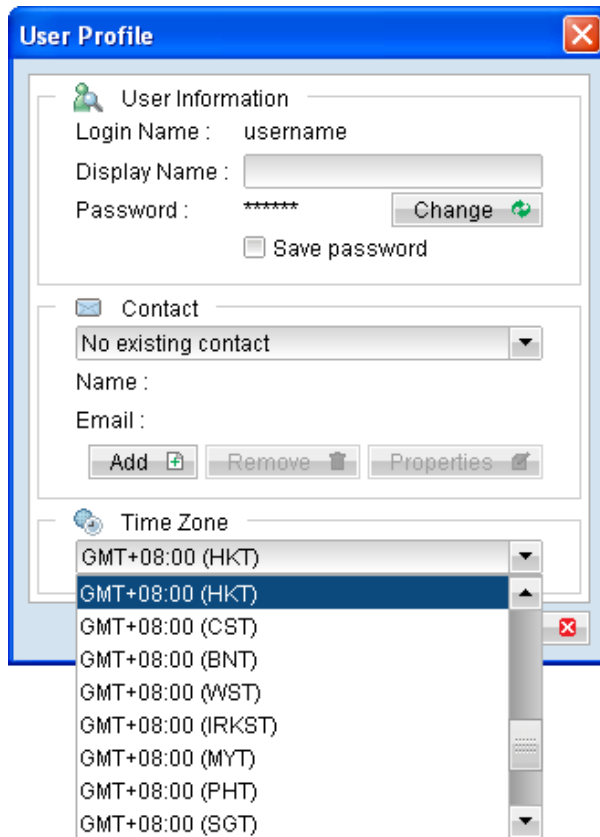 User Profile
User Information
Login Name : username
Display Name :
Password : ****** Change
Save password
Contact
No existing contact
Name :
Email :
Add Remove Properties
Time Zone
GMT+08:00 (HKT)
GMT+08:00 (HKT)
GMT+08:00 (CST)
GMT+08:00 (BNT)
GMT+08:00 (WST)
GMT+08:00 (IRKST)
GMT+08:00 (MYT)
GMT+08:00 (PHT)
GMT+08:00 (SGT)